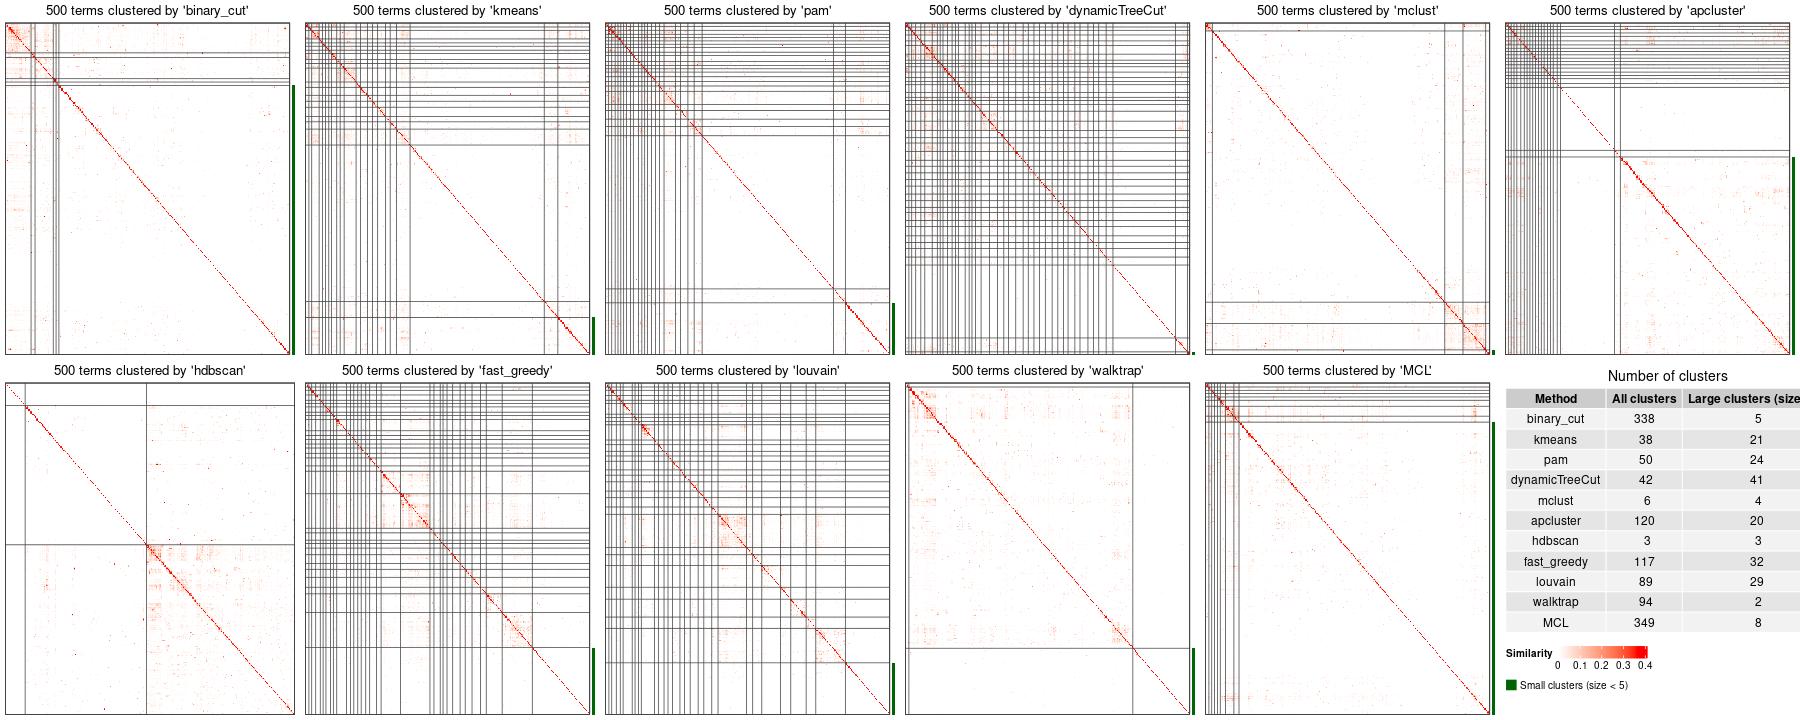 500 terms clustered by 'binary_cut'
500 terms clustered by 'kmeans'
500 terms clustered by 'pam'
500 terms clustered by 'dynamicTreeCut'
500 terms clustered by 'mclust'
500 terms clustered by 'apcluster'
500 terms clustered by 'hdbscan'
500 terms clustered by 'fast_greedy'
500 terms clustered by 'louvain'
500 terms clustered by 'walktrap'
500 terms clustered by 'MCL'
Number of clusters
Method All clusters Large clusters (size
binary_cut 338 5
kmeans 38 21
pam 50 24
dynamicTreeCut 42 41
mclust 6 4
apcluster 120 20
hdbscan 3 3
fast_greedy 117 32
louvain 89 29
walktrap 94 2
MCL 349 8
Similarity
0 0.1 0.2 0.3 0.4
Small clusters (size < 5)